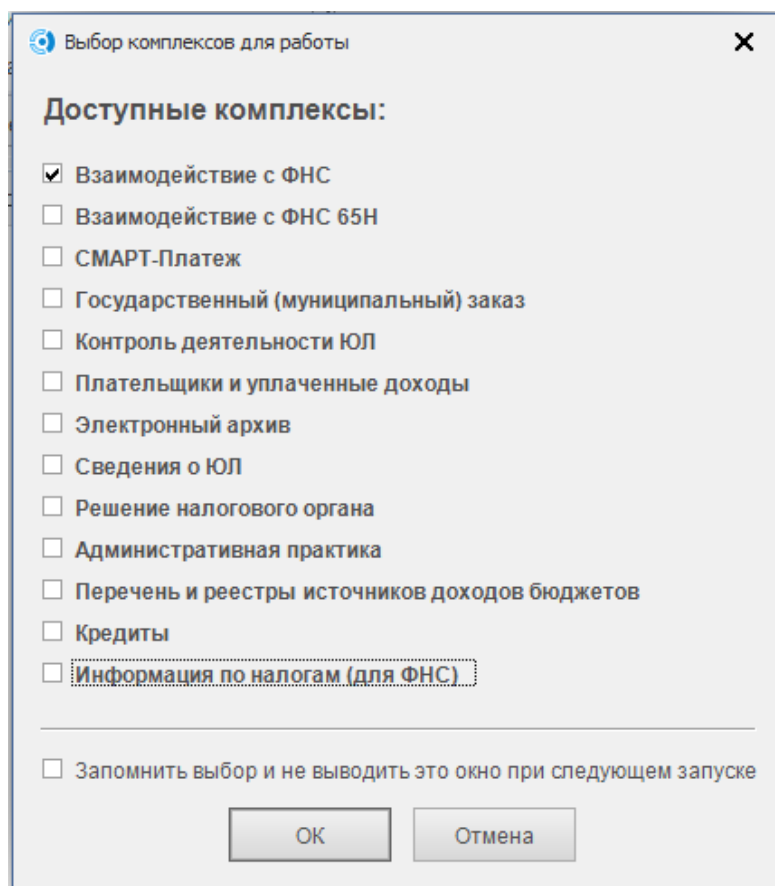 Выбор комплексов для работы
Доступные комплексы:
Взаимодействие с ФНС
Взаимодействие с ФНС 65Н
СМАРТ-Платеж
Государственный (муниципальный) заказ
Контроль деятельности ЮЛ
Плательщики и уплаченные доходы
Электронный архив
Сведения о ЮЛ
Решение налогового органа
Административная практика
Перечень и реестры источников доходов бюджетов
Кредиты
Информация по налогам (для ФНС)
Запомнить выбор и не выводить это окно при следующем запуске
ОК
Отмена